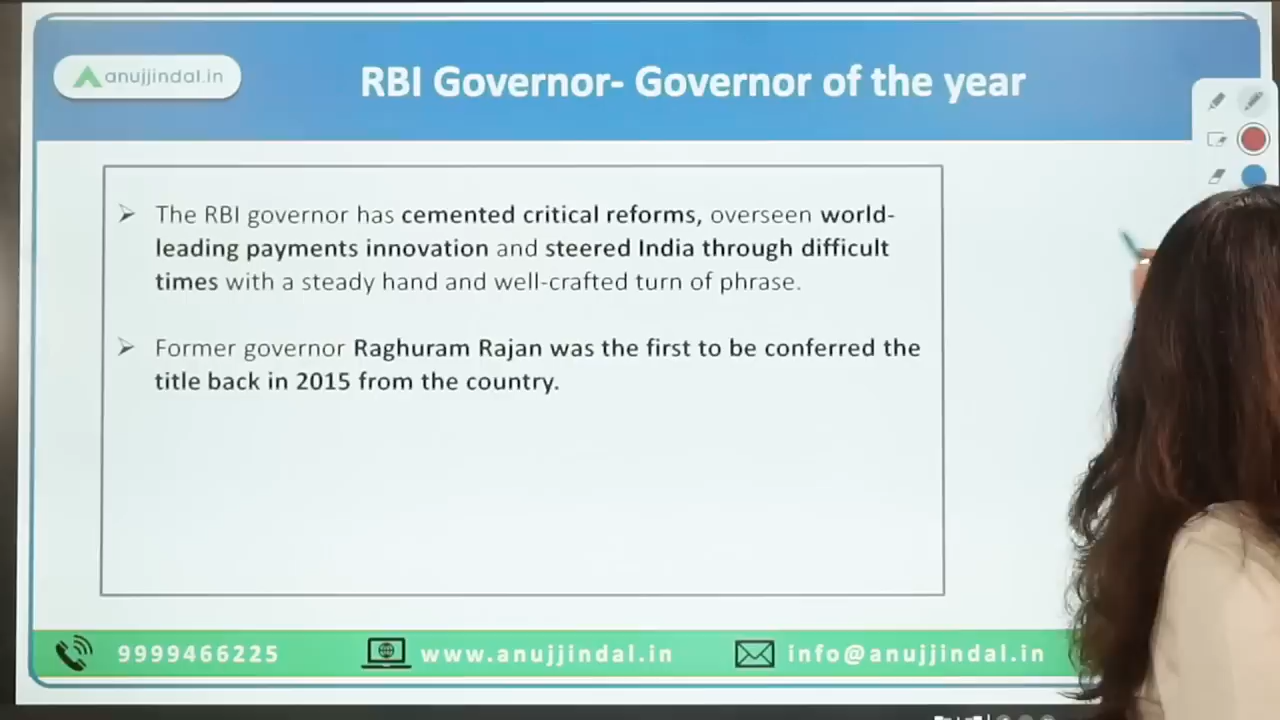 anujjindal.in
RBI Governor- Governor of the year
➢ The RBI governor has cemented critical reforms, overseen world-
leading payments innovation and steered India through difficult
times with a steady hand and well-crafted turn of phrase.
➢ Former governor Raghuram Rajan was the first to be conferred the
title back in 2015 from the country.
9999466225
www.anujjindal.in
info@anujjindal.in